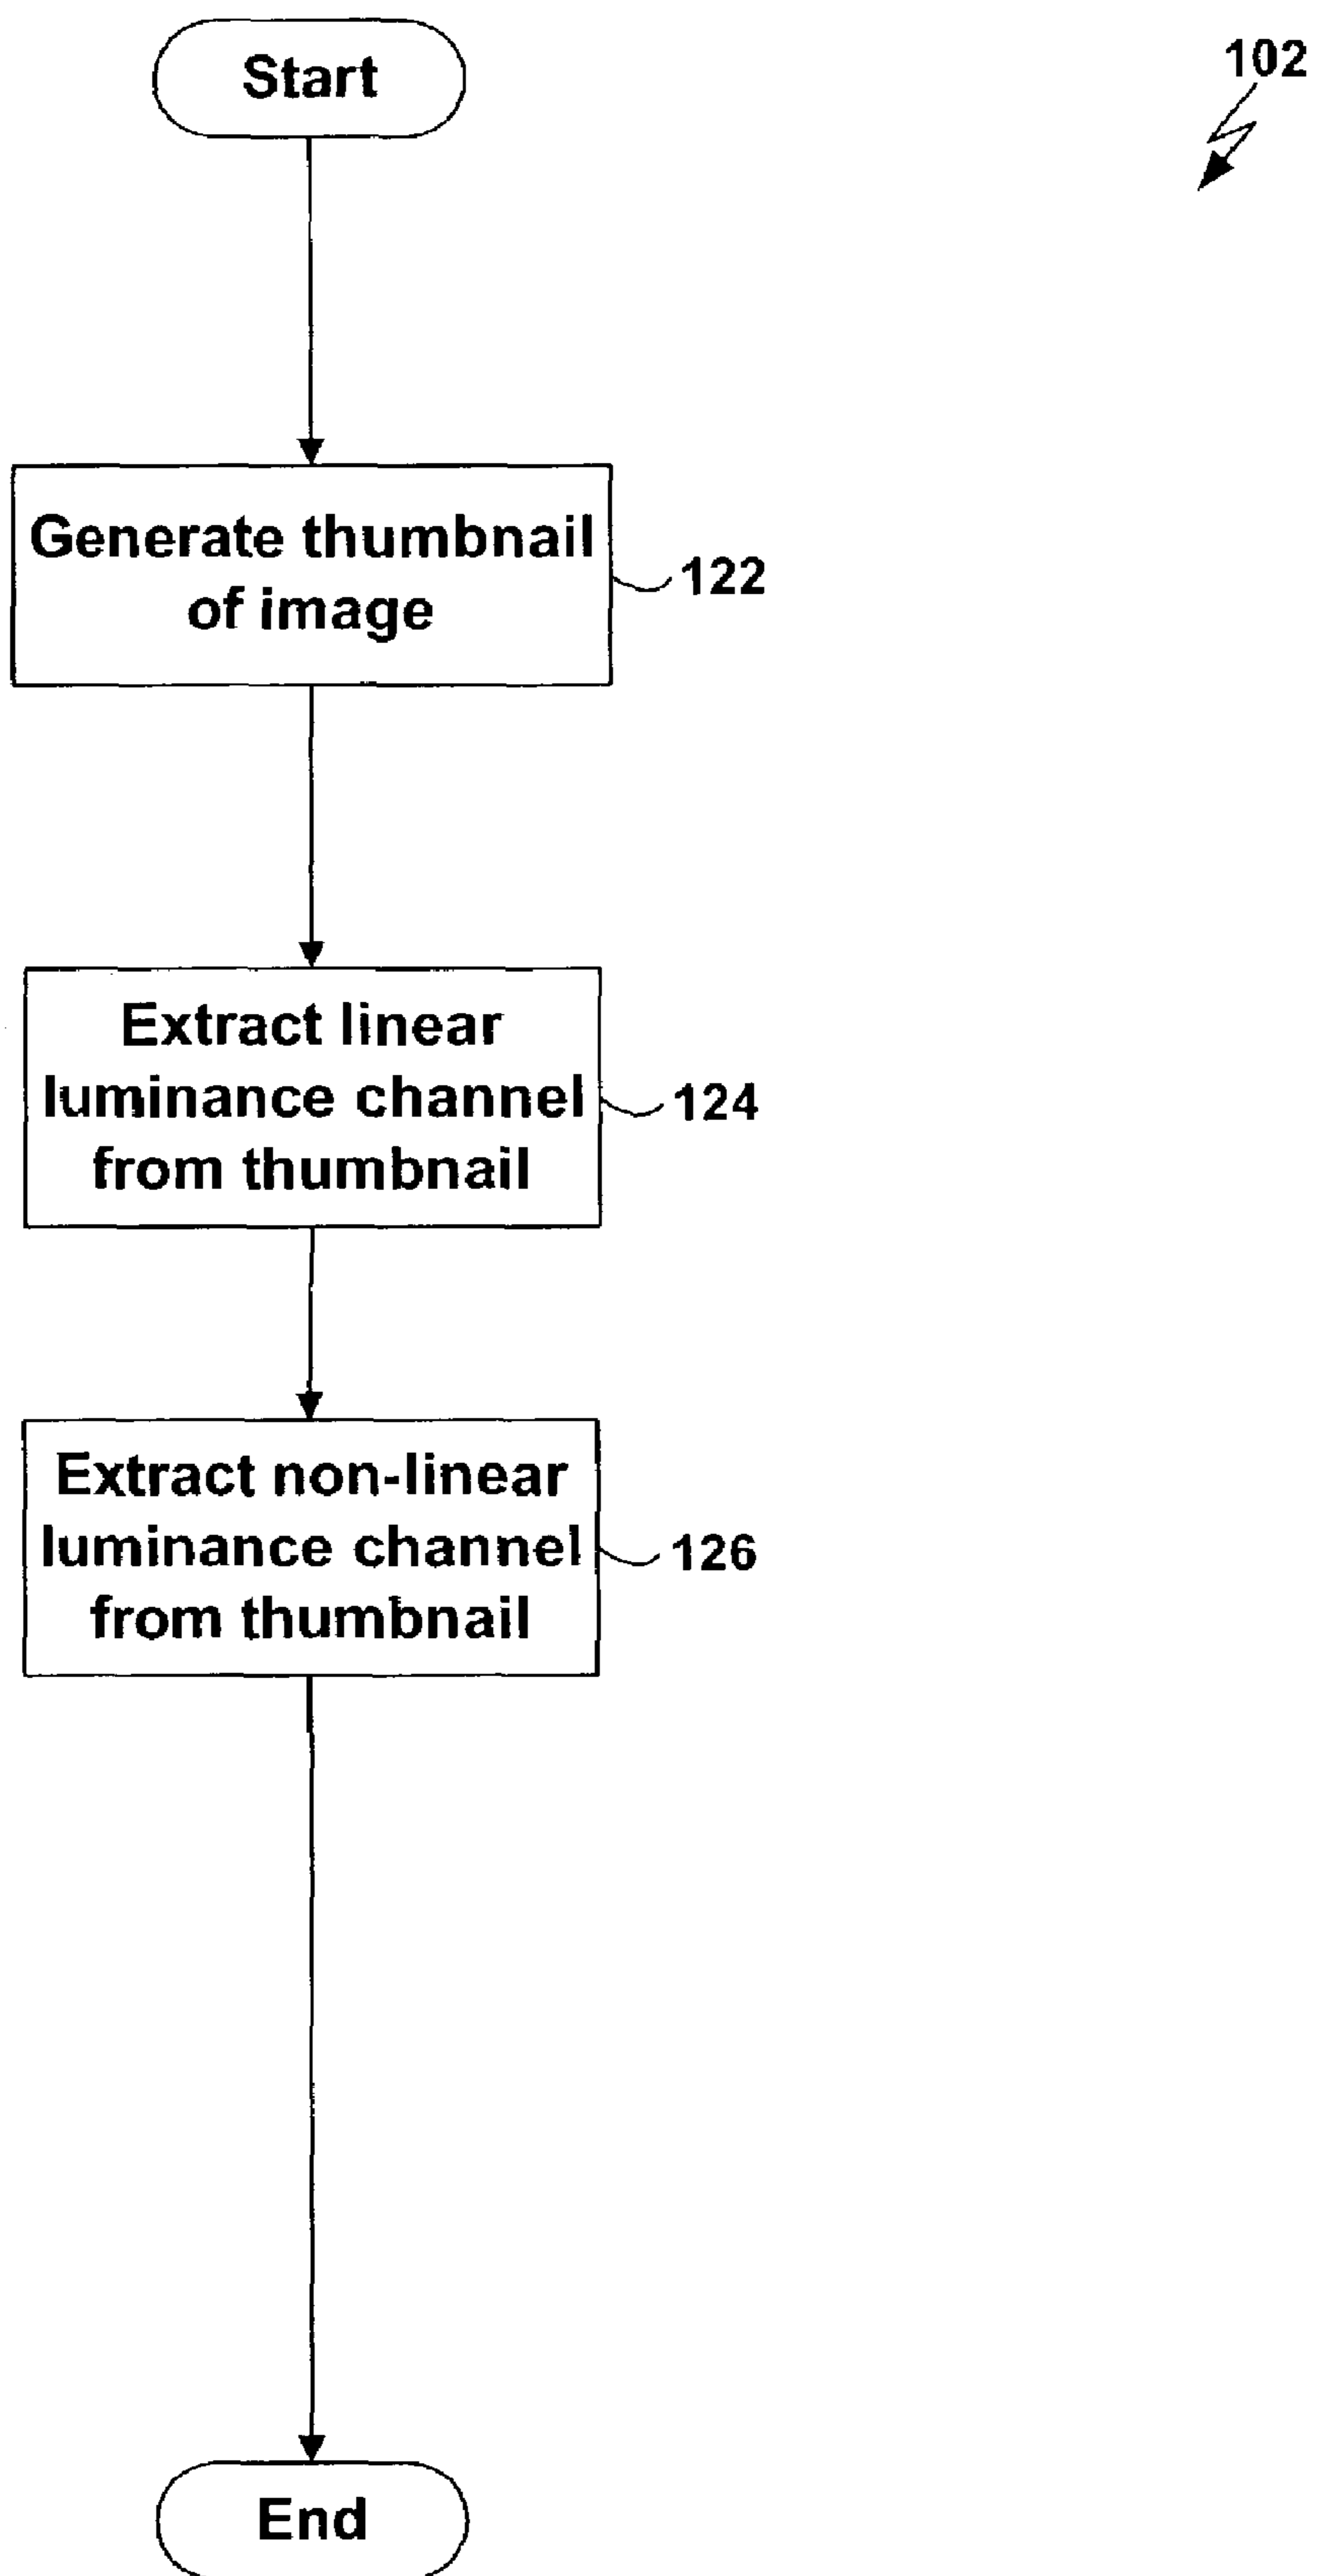 Start
102
Generate thumbnail
of image
122
Extract linear
luminance channel
from thumbnail
124
Extract non-linear
luminance channel
from thumbnail
126
End